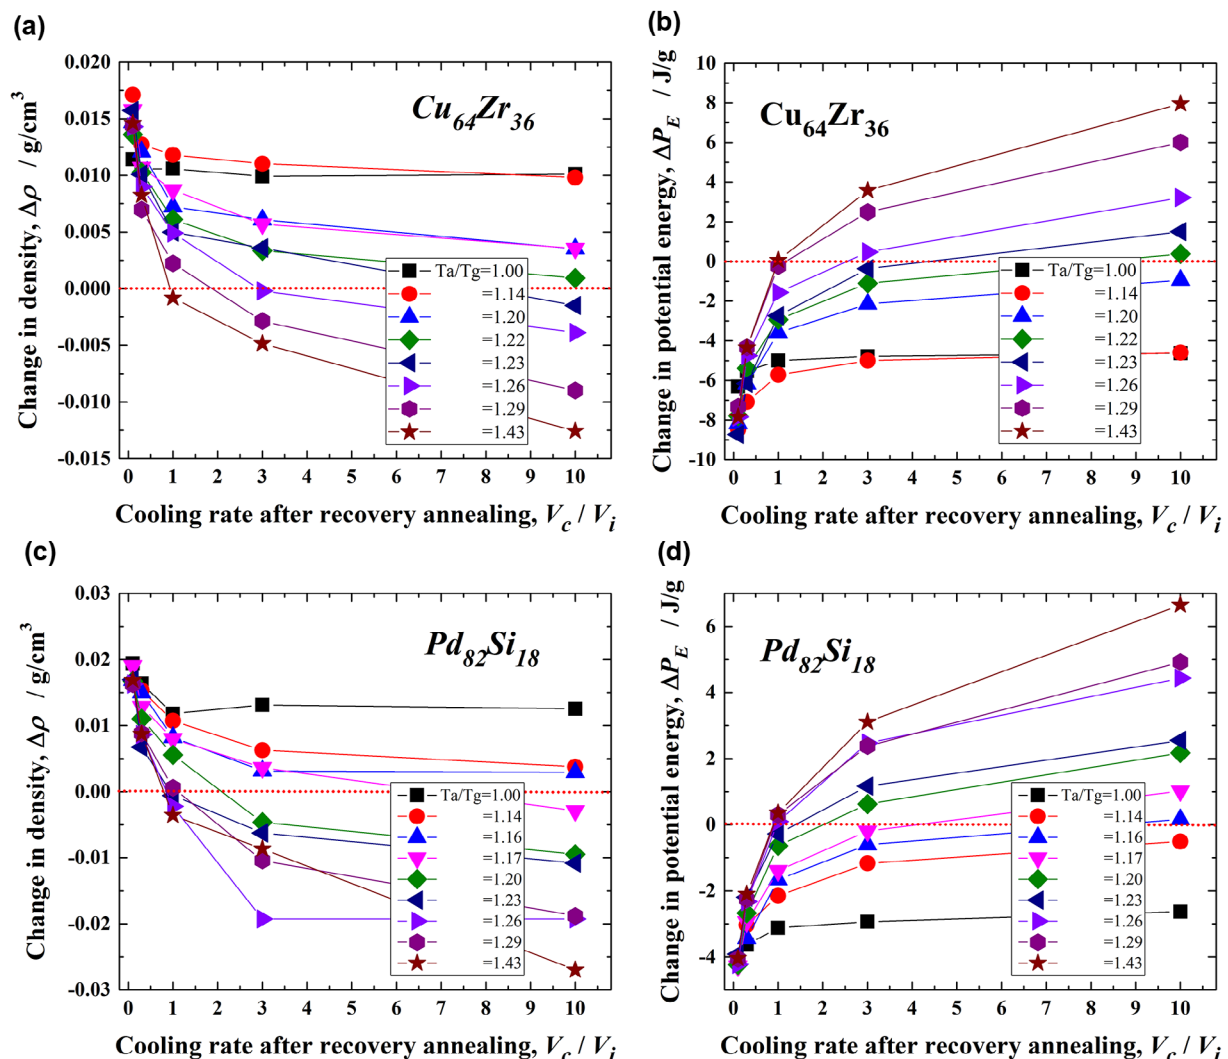 (a)
0.020
0.015
0.010
0.005
0.000
-0.005
-0.010
-0.015
Change in density, Δρ / g/cm³
Cu₆₄Zr₃₆
Ta/Tg=1.00
=1.14
=1.20
=1.22
=1.23
=1.26
=1.29
=1.43
0 1 2 3 4 5 6 7 8 9 10
Cooling rate after recovery annealing, V_c / V_i
(b)
10
8
6
4
2
0
-2
-4
-6
-8
-10
Change in potential energy, ΔP_E / J/g
Cu₆₄Zr₃₆
Ta/Tg=1.00
=1.14
=1.20
=1.22
=1.23
=1.26
=1.29
=1.43
0 1 2 3 4 5 6 7 8 9 10
Cooling rate after recovery annealing, V_c / V_i
(c)
0.03
0.02
0.01
0.00
-0.01
-0.02
-0.03
Change in density, Δρ / g/cm³
Pd₈₂Si₁₈
Ta/Tg=1.00
=1.14
=1.16
=1.17
=1.20
=1.23
=1.26
=1.29
=1.43
0 1 2 3 4 5 6 7 8 9 10
Cooling rate after recovery annealing, V_c / V_i
(d)
6
4
2
0
-2
-4
Change in potential energy, ΔP_E / J/g
Pd₈₂Si₁₈
Ta/Tg=1.00
=1.14
=1.16
=1.17
=1.20
=1.23
=1.26
=1.29
=1.43
0 1 2 3 4 5 6 7 8 9 10
Cooling rate after recovery annealing, V_c / V_i